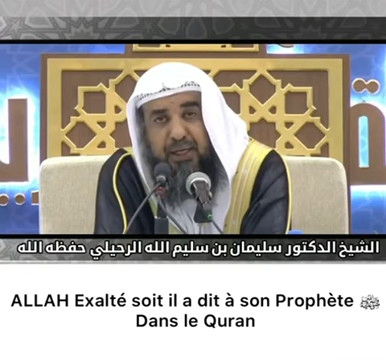 الشيخ الدكتور سليمان بن سليم الله الرحيلي حفظه الله
ALLAH Exalté soit il a dit à son Prophète ﷺ
Dans le Quran